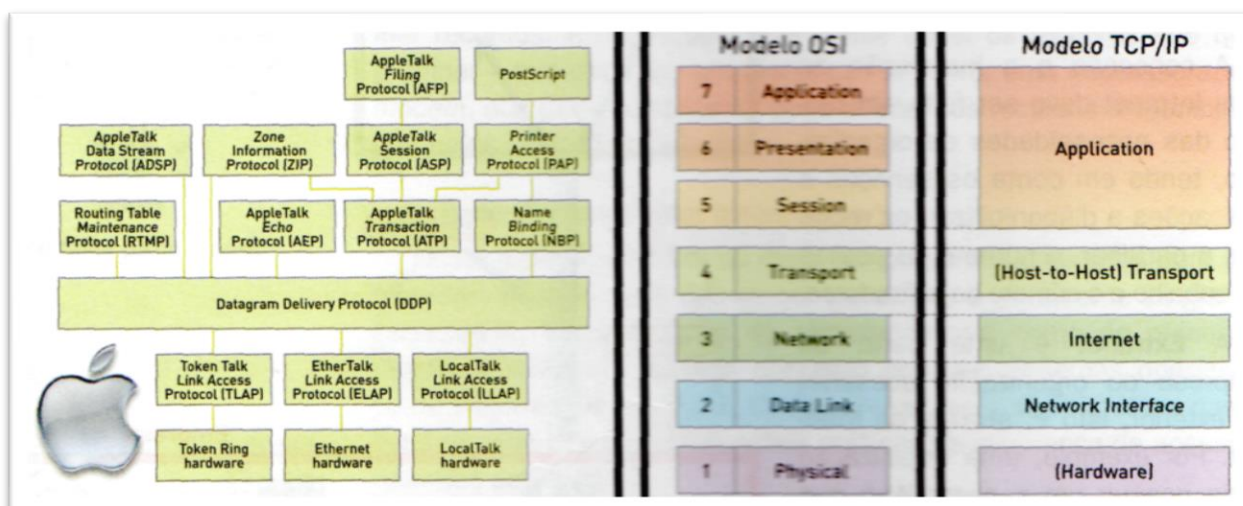 AppleTalk
Filing
Protocol (AFP)
PostScript
AppleTalk
Data Stream
Protocol (ADSP)
Zone
Information
Protocol (ZIP)
AppleTalk
Session
Protocol (ASP)
Printer
Access
Protocol (PAP)
Routing Table
Maintenance
Protocol (RTMP)
AppleTalk
Echo
Protocol (AEP)
AppleTalk
Transaction
Protocol (ATP)
Name
Binding
Protocol (NBP)
Datagram Delivery Protocol (DDP)
Token Talk
Link Access
Protocol (TLAP)
EtherTalk
Link Access
Protocol (ELAP)
LocalTalk
Link Access
Protocol (LLAP)
Token Ring
hardware
Ethernet
hardware
LocalTalk
hardware
Modelo OSI
7 Application
6 Presentation
5 Session
4 Transport
3 Network
2 Data Link
1 Physical
Modelo TCP/IP
Application
(Host-to-Host) Transport
Internet
Network Interface
(Hardware)